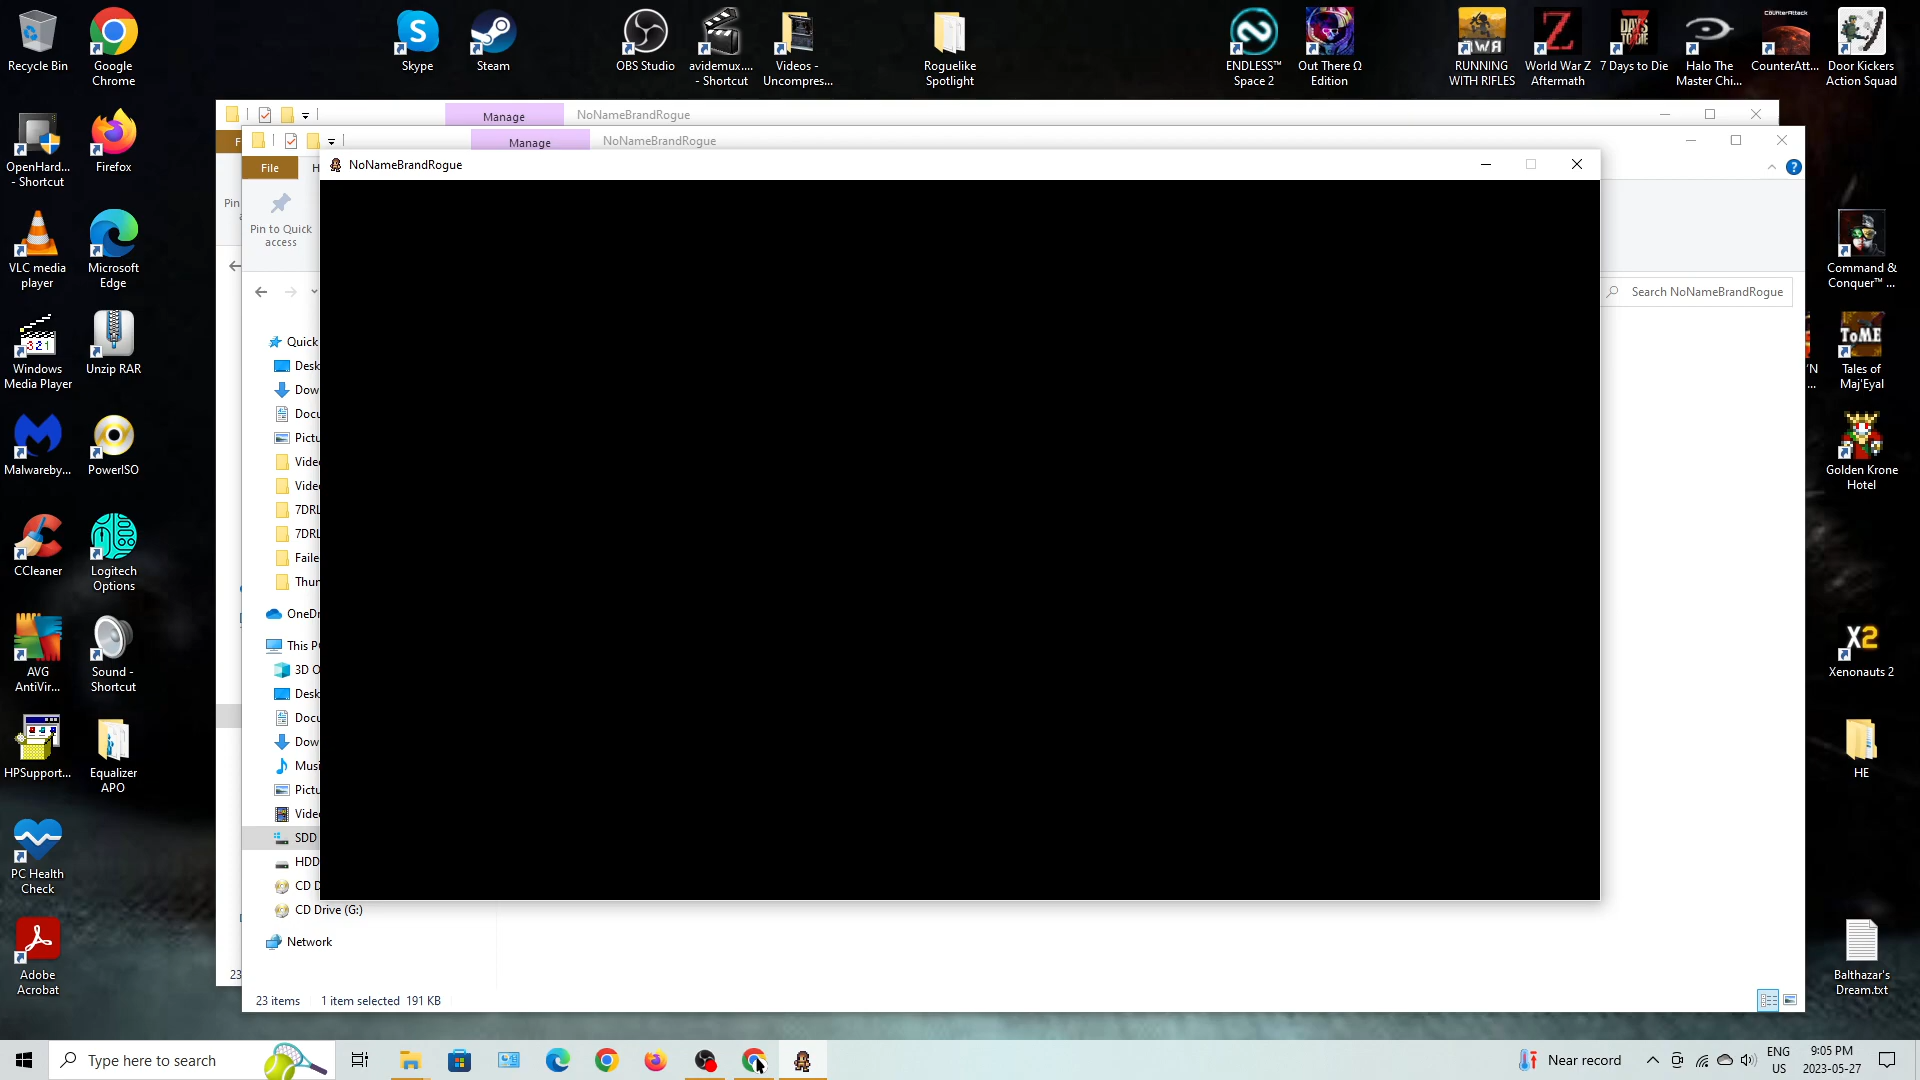 Recycle Bin
Google
Chrome
Skype
Steam
OBS Studio
avidemux....
- Shortcut
Videos -
Uncompres...
Roguelike
Spotlight
ENDLESS™
Space 2
Out There Ω
Edition
RUNNING
WITH RIFLES
World War Z
Aftermath
7 Days to Die
Halo The
Master Chi...
CounterAtt...
Door Kickers
Action Squad
Manage
NoNameBrandRogue
Manage
NoNameBrandRogue
File
NoNameBrandRogue
OpenHard...
- Shortcut
Firefox
Pin to Quick
access
VLC media
player
Microsoft
Edge
Command &
Conquer™ ...
Search NoNameBrandRogue
Windows
Media Player
Unzip RAR
Tales of
Maj'Eyal
Quick
Desk
Dow
Docu
Pictu
Vide
Vide
7DRL
7DRL
Faile
Thun
OneDr
This P
3D O
Desk
Docu
Dow
Musi
Pictu
Vide
SDD
HDD
CD D
CD Drive (G:)
Network
Malwareby...
PowerISO
Golden Krone
Hotel
CCleaner
Logitech
Options
AVG
AntiVir...
Sound -
Shortcut
X2
Xenonauts 2
HPSupport...
Equalizer
APO
HE
PC Health
Check
Adobe
Acrobat
Balthazar's
Dream.txt
23
23 items
1 item selected 191 KB
Type here to search
Near record
ENG
US
9:05 PM
2023-05-27